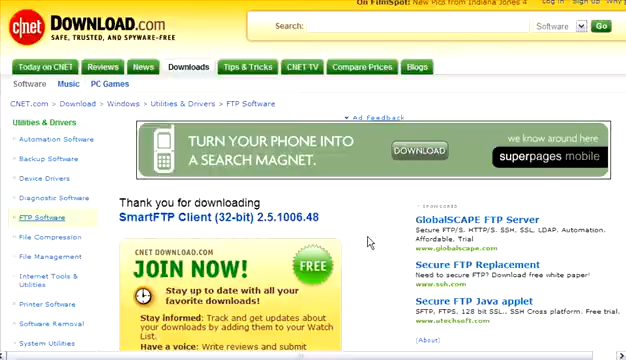 On FilmSpot: New Pics from Indiana Jones 4
Log in | Sign up
c|net DOWNLOAD.com
SAFE, TRUSTED, AND SPYWARE-FREE
Search: Software Go
Today on CNET Reviews News Downloads Tips & Tricks CNET TV Compare Prices Blogs
Software Music PC Games
CNET.com > Download > Windows > Utilities & Drivers > FTP Software
Ad Feedback
Utilities & Drivers
Automation Software
Backup Software
Device Drivers
Diagnostic Software
FTP Software
File Compression
File Management
Internet Tools &
Utilities
Printer Software
Software Removal
System Utilities
TURN YOUR PHONE INTO
A SEARCH MAGNET.
DOWNLOAD
we know around here
superpages mobile
Thank you for downloading
SmartFTP Client (32-bit) 2.5.1006.48
CNET DOWNLOAD.COM
JOIN NOW!
FREE
Stay up to date with all your
favorite downloads!
Stay informed: Track and get updates about
your downloads by adding them to your Watch
List.
Have a voice: Write reviews and submit
SPONSORED
GlobalSCAPE FTP Server
Secure FTP/S. HTTP/S, SSH, SSL, LDAP. Automation.
Affordable. Trial
www.globalscape.com
Secure FTP Replacement
Need to secure FTP? Download free white paper!
www.ssh.com
Secure FTP Java applet
SFTP, FTPS, 128 bit SSL, SSH Cross platform. Free trial.
www.utechsoft.com
[About]